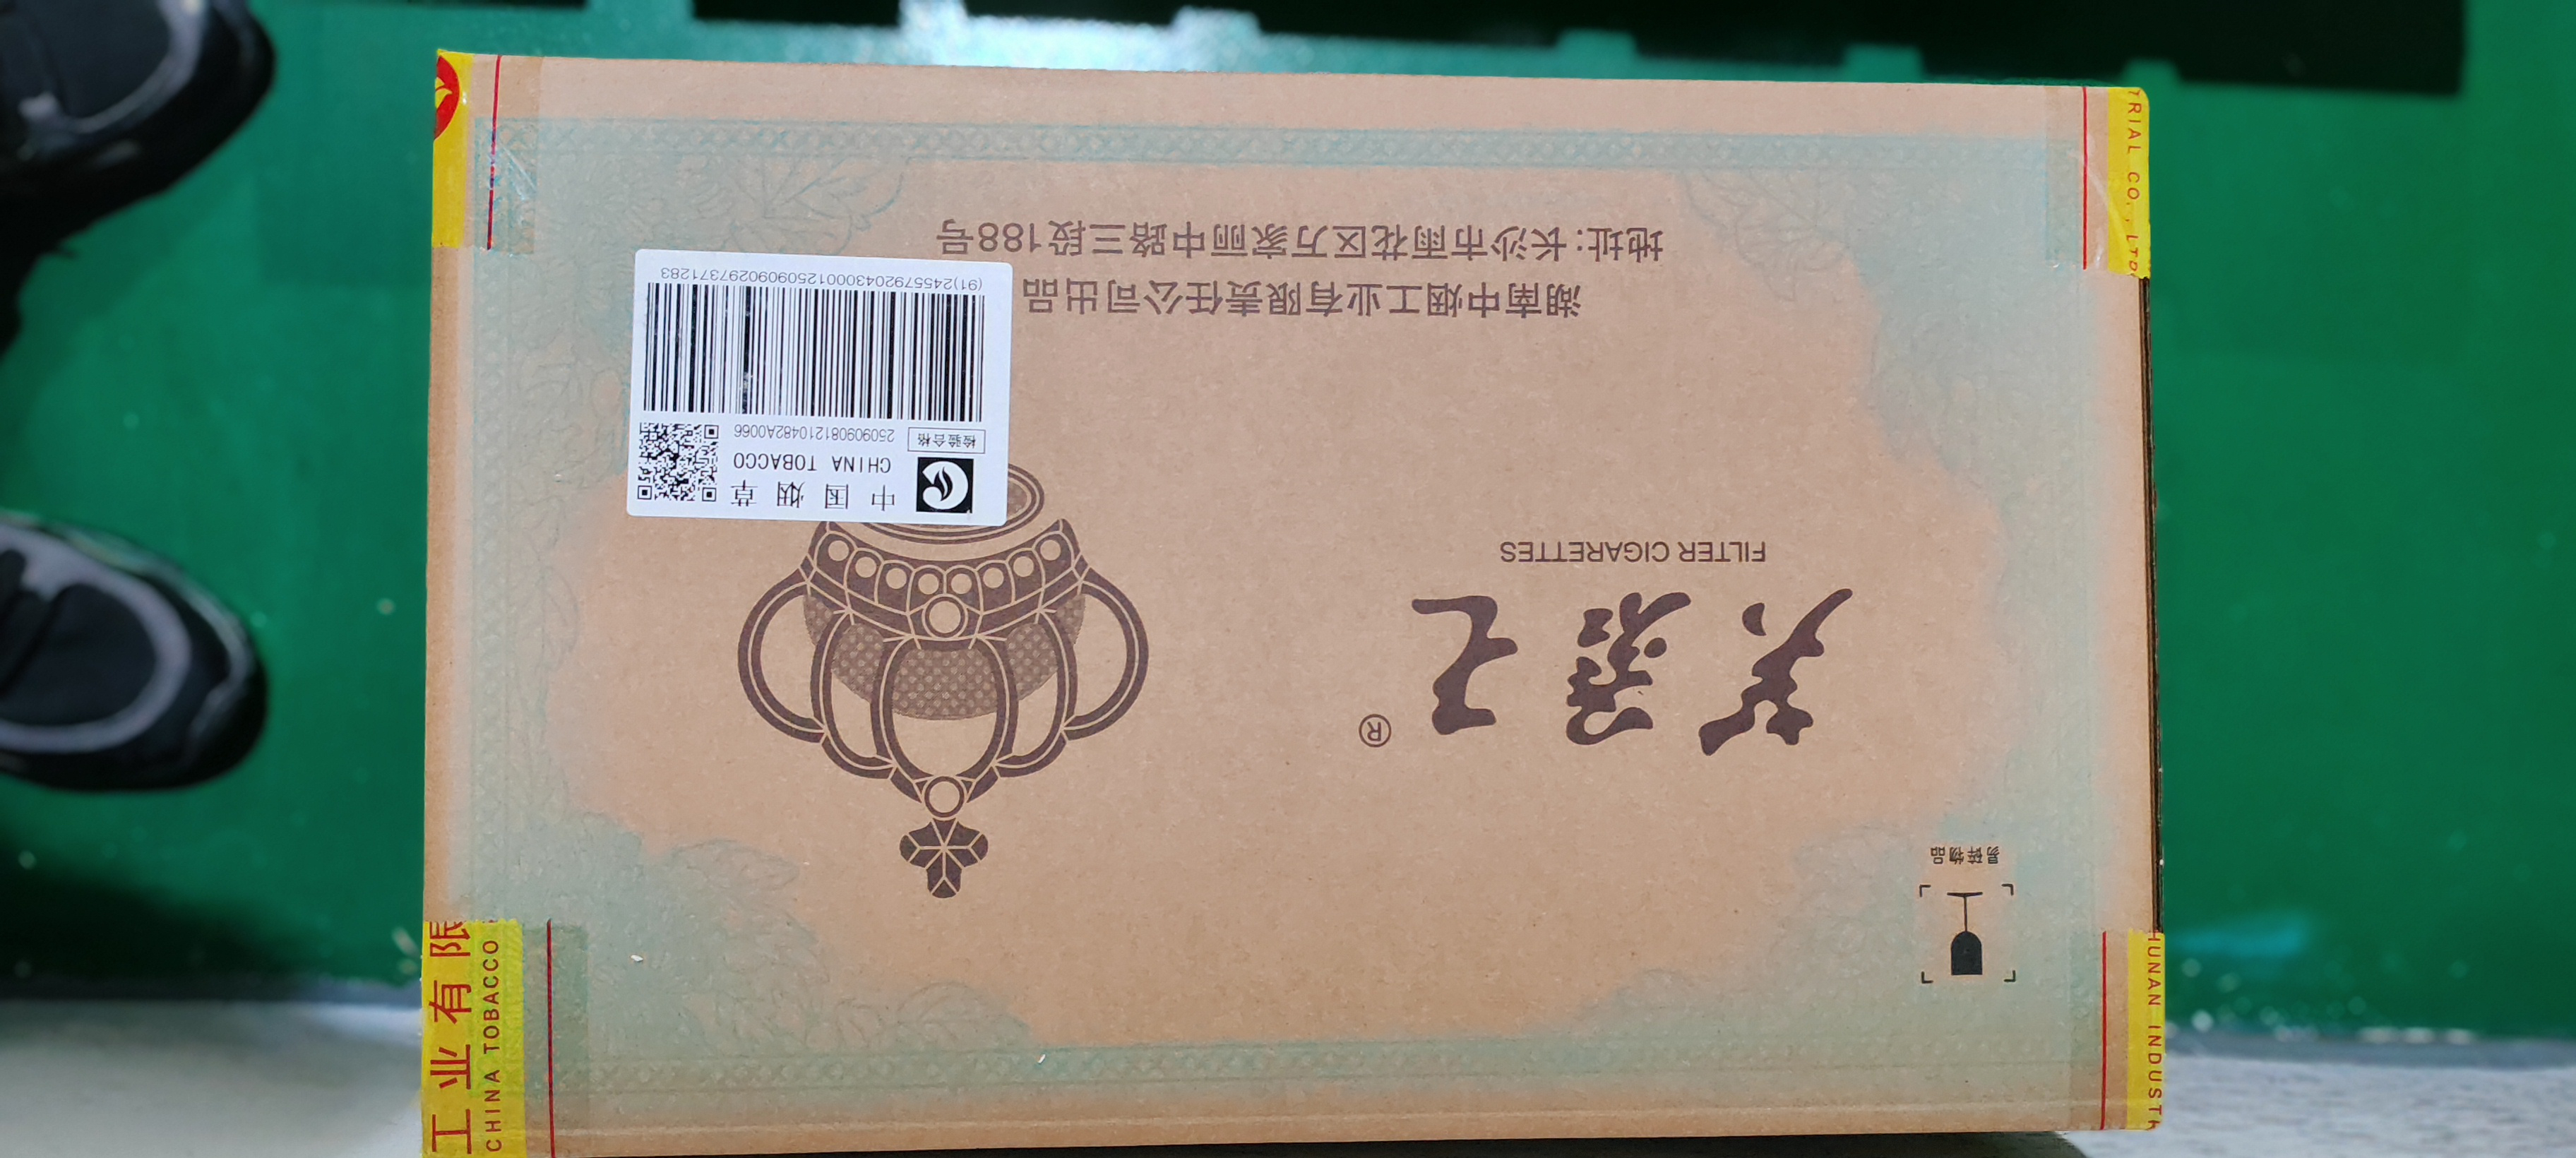 易碎物品
芙蓉王®
FILTER CIGARETTES
中国烟草
CHINA TOBACCO
检验合格 250909081210482A0066
(91)245579204300012509090297371283
湖南中烟工业有限责任公司出品
地址：长沙市雨花区万家丽中路三段188号
工业有限
CHINA TOBACCO
HUNAN INDUST
TRIAL CO., LTD